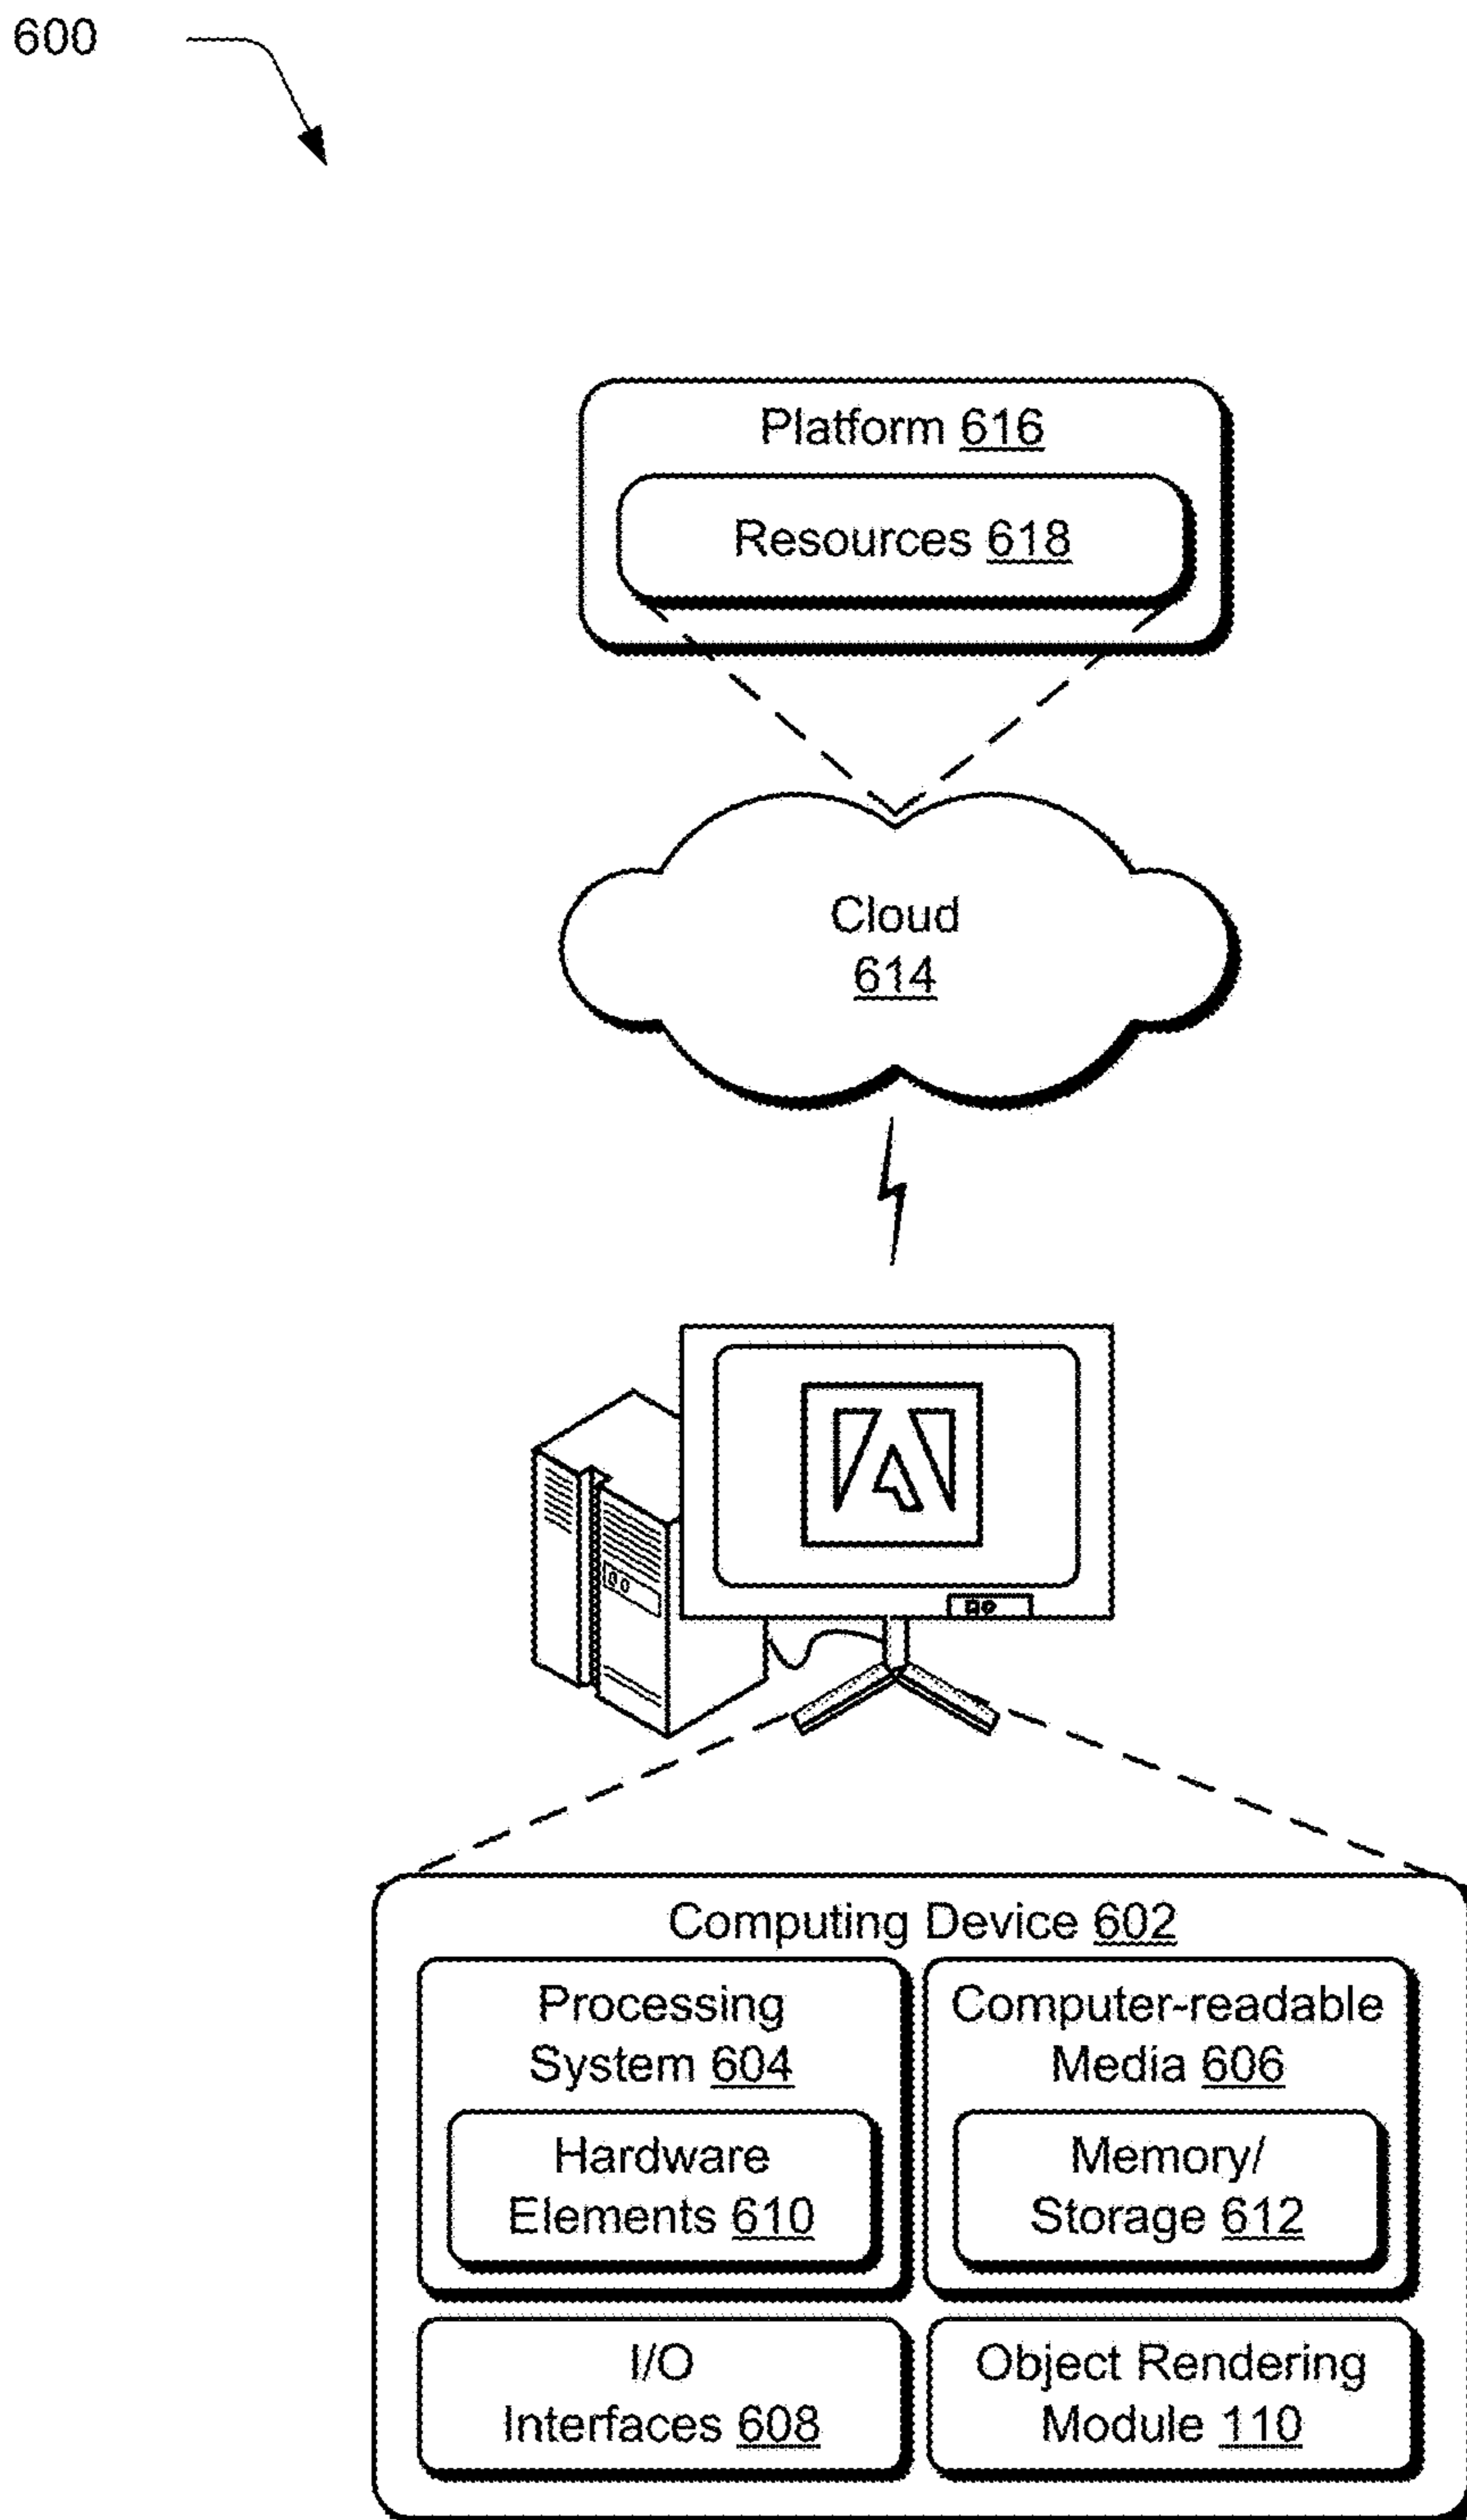 600
Platform 616
Resources 618
Cloud
614
Computing Device 602
Processing
System 604
Hardware
Elements 610
Computer-readable
Media 606
Memory/
Storage 612
I/O
Interfaces 608
Object Rendering
Module 110